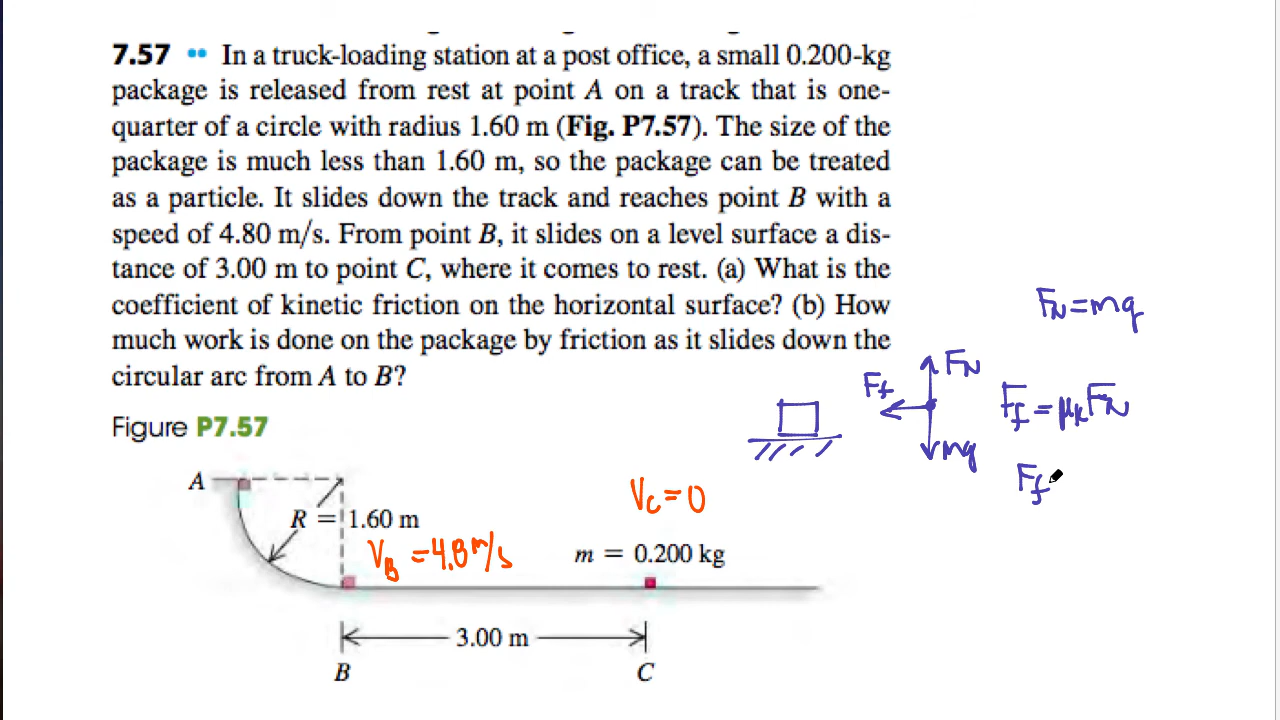 7.57 •• In a truck-loading station at a post office, a small 0.200-kg
package is released from rest at point A on a track that is one-
quarter of a circle with radius 1.60 m (Fig. P7.57). The size of the
package is much less than 1.60 m, so the package can be treated
as a particle. It slides down the track and reaches point B with a
speed of 4.80 m/s. From point B, it slides on a level surface a dis-
tance of 3.00 m to point C, where it comes to rest. (a) What is the
coefficient of kinetic friction on the horizontal surface? (b) How
much work is done on the package by friction as it slides down the
circular arc from A to B?
Figure P7.57
A
R = 1.60 m
V_B = 4.8 m/s
V_C = 0
m = 0.200 kg
3.00 m
B
C
F_N = mg
F_N
F_f
mg
F_f = μ_k F_N
F_f